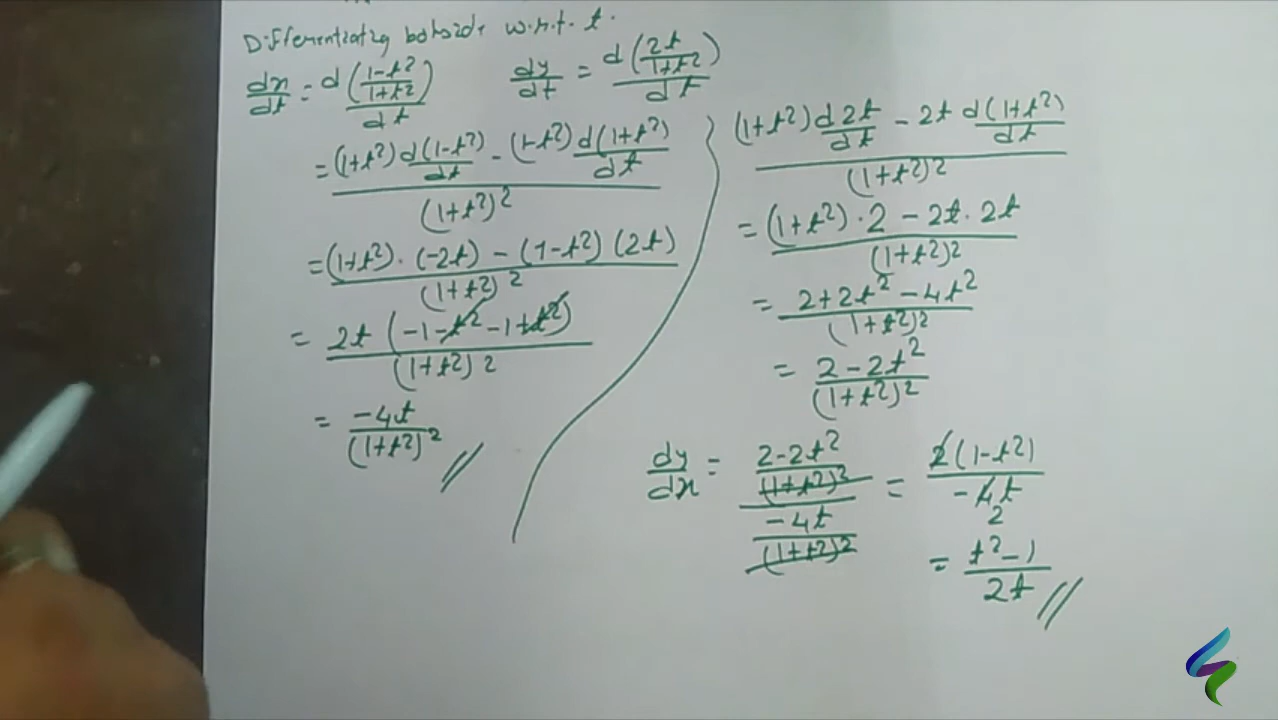 Differentiating bothside w.r.t. t.
dx/dt = d((1-t²)/(1+t²))/dt
= ((1+t²) d(1-t²)/dt - (1-t²) d(1+t²)/dt)/(1+t²)²
= ((1+t²)·(-2t) - (1-t²)(2t))/(1+t²)²
= 2t(-1-t²-1+t²)/(1+t²)²
= -4t/(1+t²)² //
dy/dt = d(2t/(1+t²))/dt
((1+t²) d2t/dt - 2t d(1+t²)/dt)/(1+t²)²
= ((1+t²)·2 - 2t·2t)/(1+t²)²
= (2+2t²-4t²)/(1+t²)²
= (2-2t²)/(1+t²)²
dy/dx = ((2-2t²)/(1+t²)²)/(-4t/(1+t²)²) = 2(1-t²)/(-4t) 2
= (t²-1)/2t //